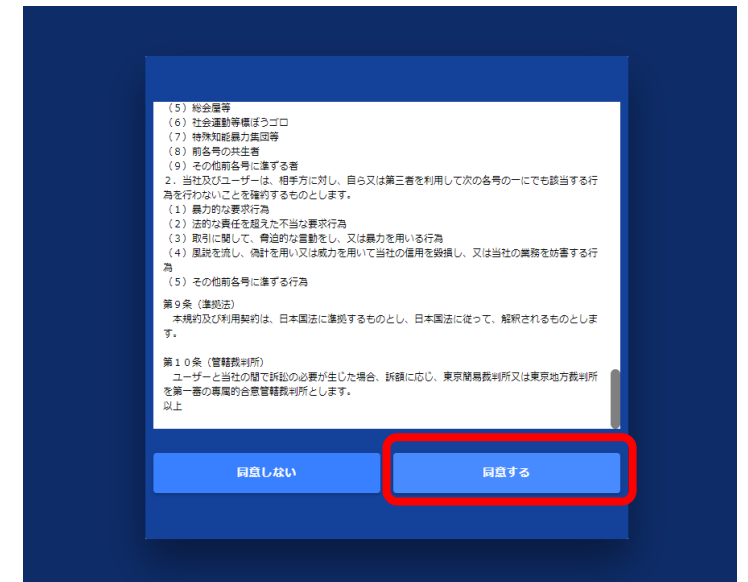 （5）総会屋等
（6）社会運動等標ぼうゴロ
（7）特殊知能暴力集団等
（8）前各号の共生者
（9）その他前各号に準ずる者
2．当社及びユーザーは、相手方に対し、自ら又は第三者を利用して次の各号の一にでも該当する行
為を行わないことを確約するものとします。
（1）暴力的な要求行為
（2）法的な責任を超えた不当な要求行為
（3）取引に関して、脅迫的な言動をし、又は暴力を用いる行為
（4）風説を流し、偽計を用い又は威力を用いて当社の信用を毀損し、又は当社の業務を妨害する行
為
（5）その他前各号に準ずる行為
第9条（準拠法）
本規約及び利用契約は、日本国法に準拠するものとし、日本国法に従って、解釈されるものとしま
す。
第10条（管轄裁判所）
ユーザーと当社の間で訴訟の必要が生じた場合、訴額に応じ、東京簡易裁判所又は東京地方裁判所
を第一審の専属的合意管轄裁判所とします。
以上
同意しない
同意する